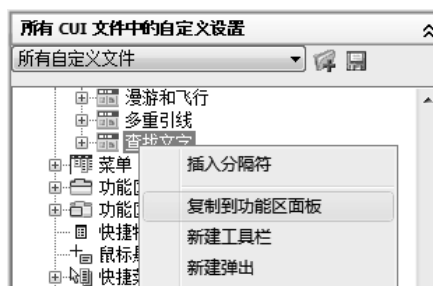 所有 CUI 文件中的自定义设置
所有自定义文件
漫游和飞行
多重引线
查找文字
菜单
插入分隔符
功能
复制到功能区面板
功能
快捷
新建工具栏
鼠标
新建弹出
快捷